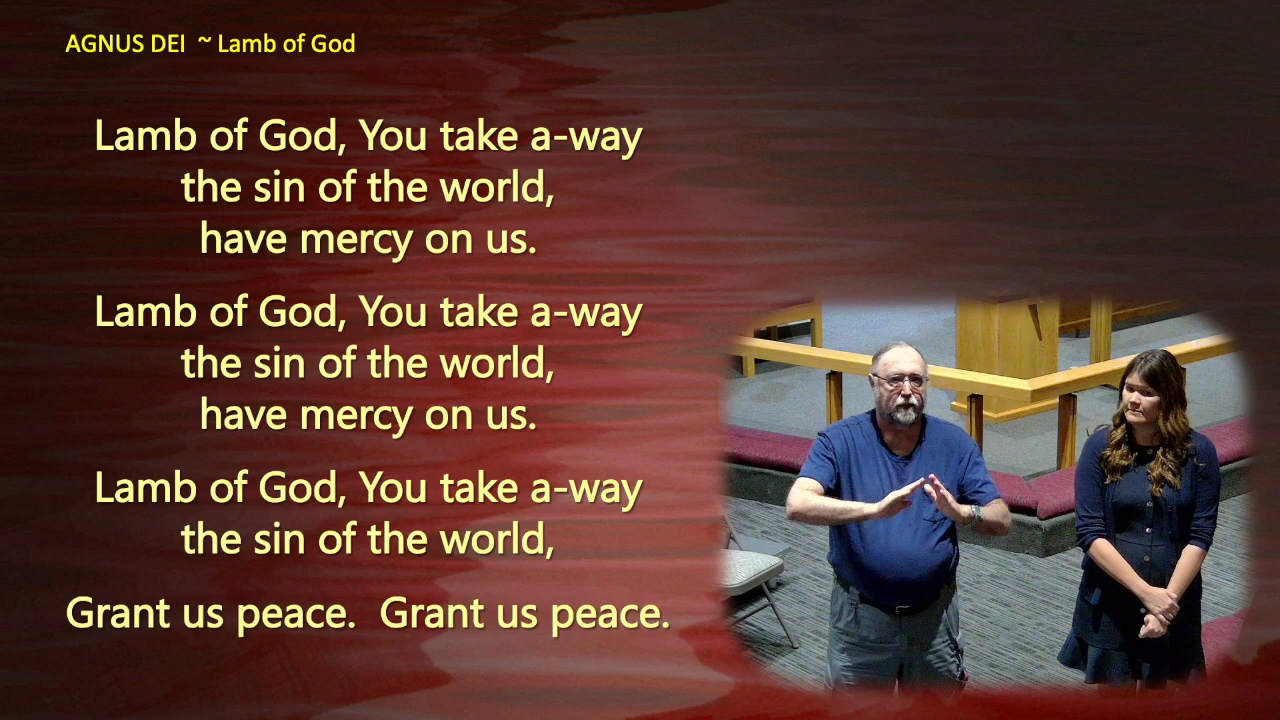 AGNUS DEI ~ Lamb of God
Lamb of God, You take a-way
the sin of the world,
have mercy on us.
Lamb of God, You take a-way
the sin of the world,
have mercy on us.
Lamb of God, You take a-way
the sin of the world,
Grant us peace. Grant us peace.